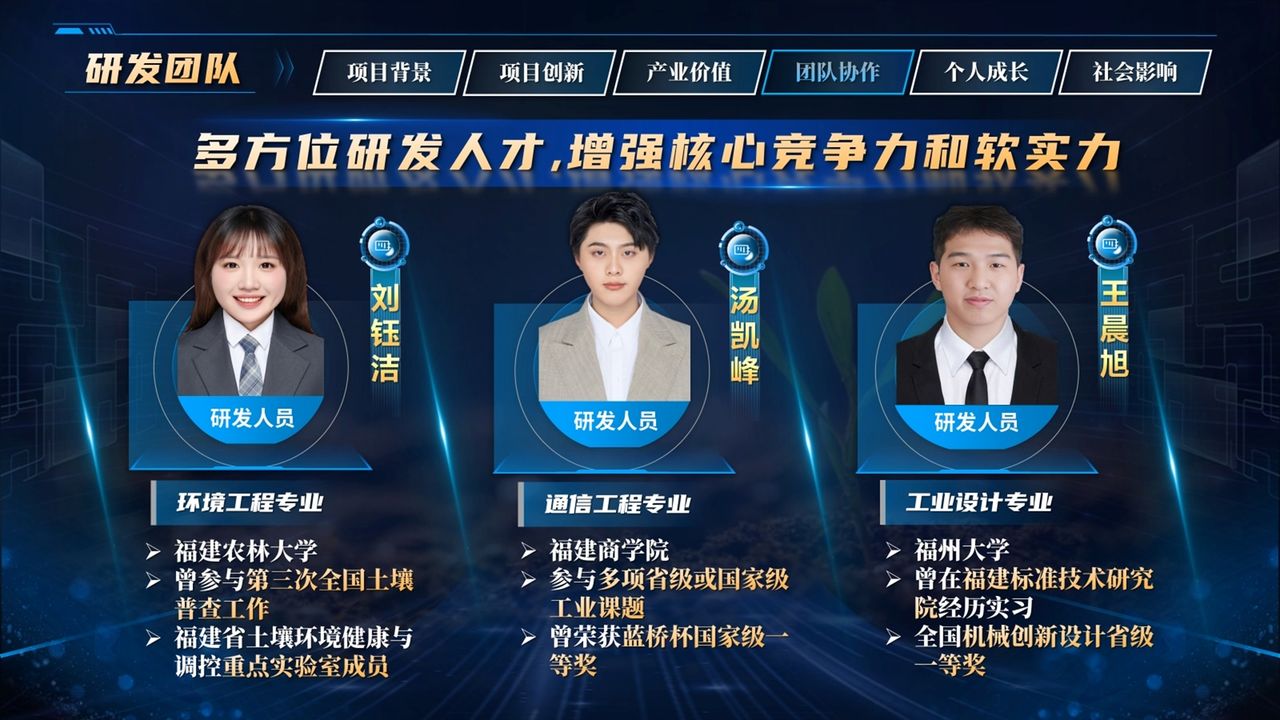 研发团队
项目背景
项目创新
产业价值
团队协作
个人成长
社会影响
多方位研发人才,增强核心竞争力和软实力
刘钰洁
研发人员
环境工程专业
福建农林大学
曾参与第三次全国土壤
普查工作
福建省土壤环境健康与
调控重点实验室成员
汤凯峰
研发人员
通信工程专业
福建商学院
参与多项省级或国家级
工业课题
曾荣获蓝桥杯国家级一
等奖
王晨旭
研发人员
工业设计专业
福州大学
曾在福建标准技术研究
院经历实习
全国机械创新设计省级
一等奖